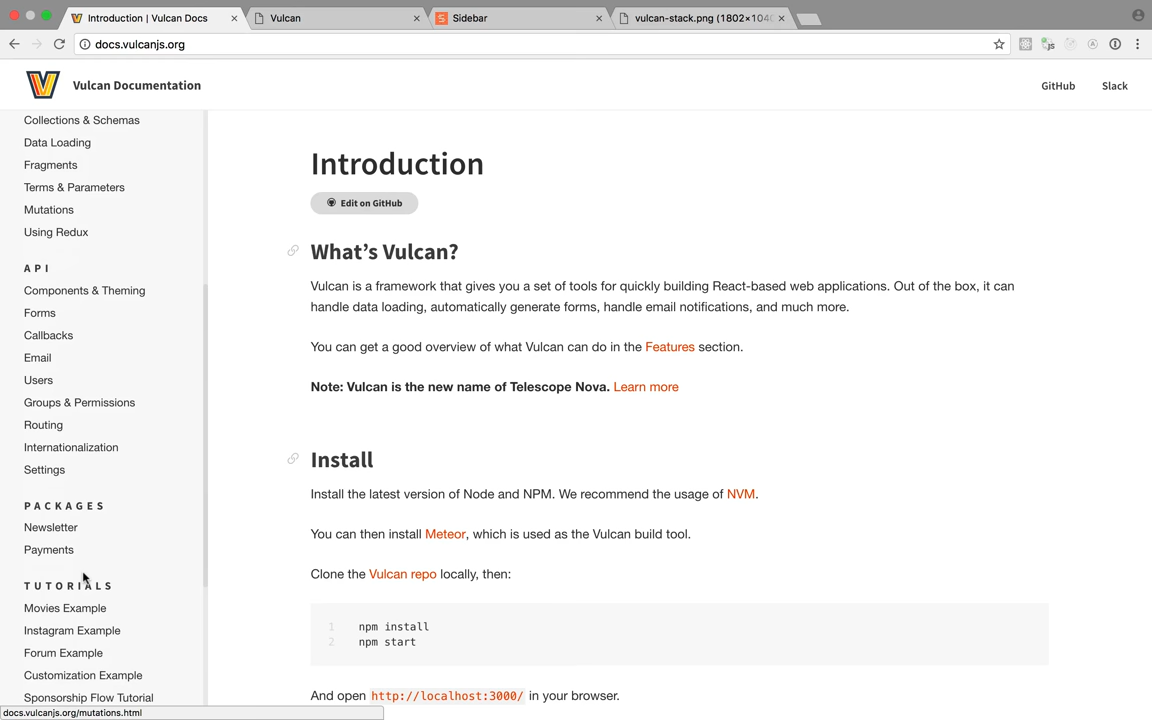 Introduction | Vulcan Docs
Vulcan
Sidebar
vulcan-stack.png (1802×104
docs.vulcanjs.org
Vulcan Documentation
GitHub
Slack
Collections & Schemas
Data Loading
Fragments
Terms & Parameters
Mutations
Using Redux
API
Components & Theming
Forms
Callbacks
Email
Users
Groups & Permissions
Routing
Internationalization
Settings
PACKAGES
Newsletter
Payments
TUTORIALS
Movies Example
Instagram Example
Forum Example
Customization Example
Sponsorship Flow Tutorial
docs.vulcanjs.org/mutations.html
Introduction
Edit on GitHub
What's Vulcan?
Vulcan is a framework that gives you a set of tools for quickly building React-based web applications. Out of the box, it can
handle data loading, automatically generate forms, handle email notifications, and much more.
You can get a good overview of what Vulcan can do in the Features section.
Note: Vulcan is the new name of Telescope Nova. Learn more
Install
Install the latest version of Node and NPM. We recommend the usage of NVM.
You can then install Meteor, which is used as the Vulcan build tool.
Clone the Vulcan repo locally, then:
1 npm install
2 npm start
And open http://localhost:3000/ in your browser.